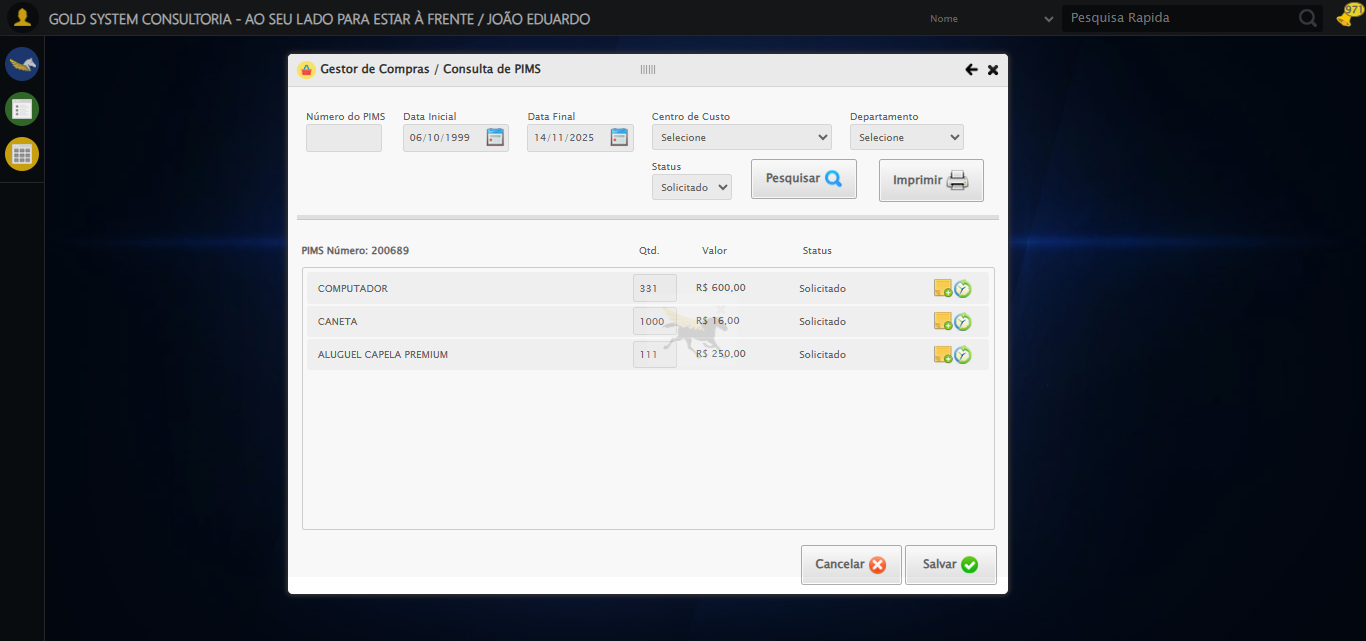 GOLD SYSTEM CONSULTORIA - AO SEU LADO PARA ESTAR À FRENTE / JOÃO EDUARDO
Nome
Pesquisa Rapida
971
Gestor de Compras / Consulta de PIMS
Número do PIMS
Data Inicial
Data Final
Centro de Custo
Departamento
06/10/1999
14/11/2025
Selecione
Selecione
Status
Solicitado
Pesquisar
Imprimir
PIMS Número: 200689
Qtd.
Valor
Status
COMPUTADOR 331 R$ 600,00 Solicitado
CANETA 1000 R$ 16,00 Solicitado
ALUGUEL CAPELA PREMIUM 111 R$ 250,00 Solicitado
Cancelar
Salvar